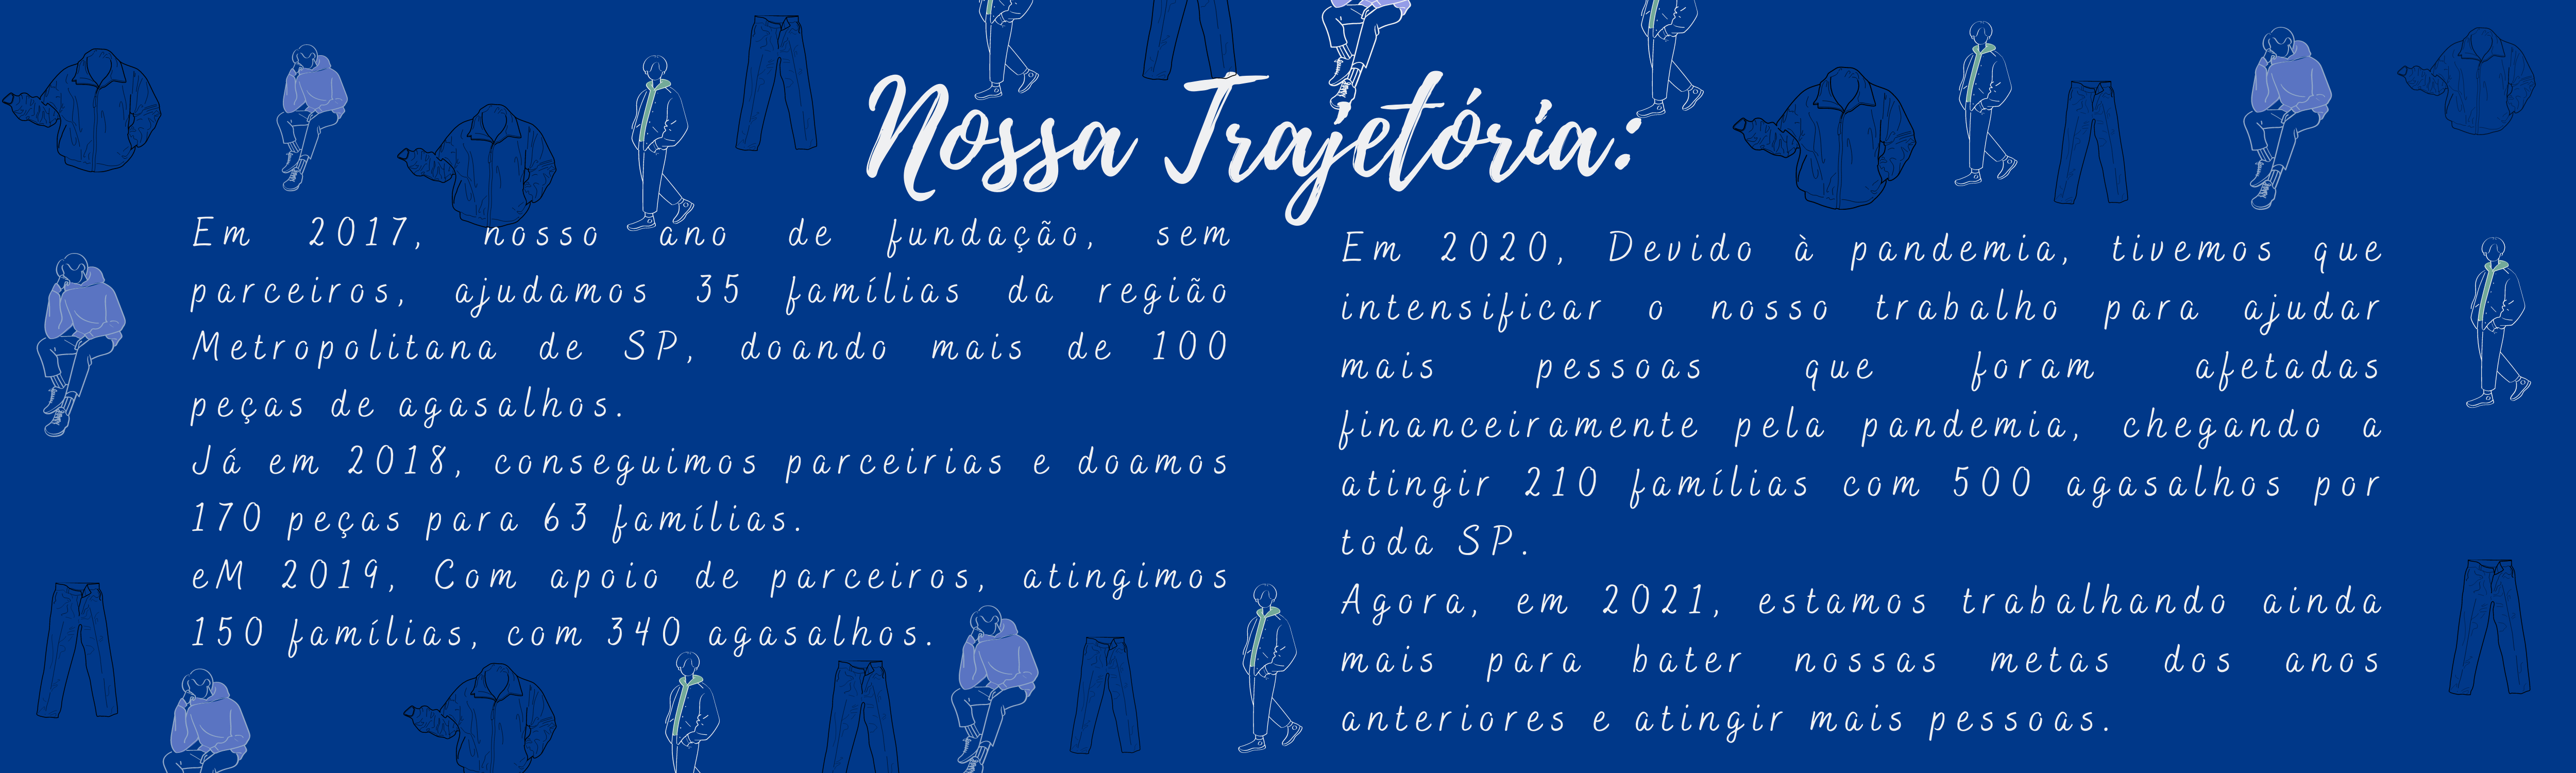 Nossa Trajetória:
Em 2017, nosso ano de fundação, sem
parceiros, ajudamos 35 famílias da região
Metropolitana de SP, doando mais de 100
peças de agasalhos.
Já em 2018, conseguimos parceirias e doamos
170 peças para 63 famílias.
eM 2019, Com apoio de parceiros, atingimos
150 famílias, com 340 agasalhos.
Em 2020, Devido à pandemia, tivemos que
intensificar o nosso trabalho para ajudar
mais pessoas que foram afetadas
financeiramente pela pandemia, chegando a
atingir 210 famílias com 500 agasalhos por
toda SP.
Agora, em 2021, estamos trabalhando ainda
mais para bater nossas metas dos anos
anteriores e atingir mais pessoas.